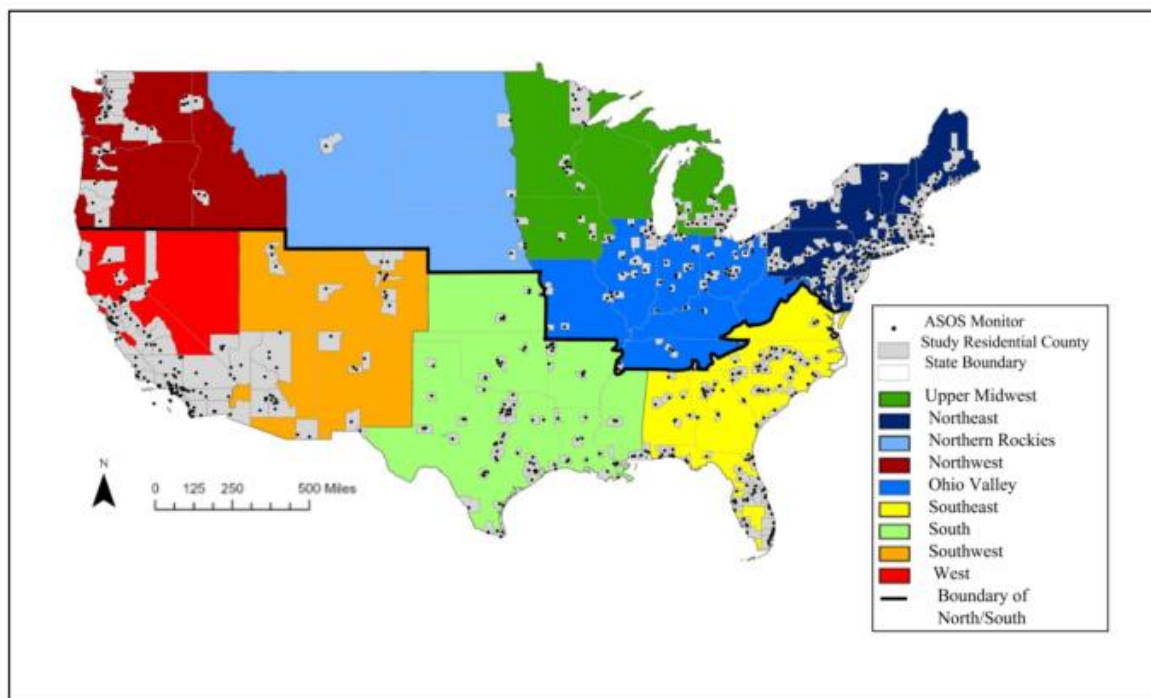 N
0 125 250 500 Miles
ASOS Monitor
Study Residential County
State Boundary
Upper Midwest
Northeast
Northern Rockies
Northwest
Ohio Valley
Southeast
South
Southwest
West
Boundary of
North/South